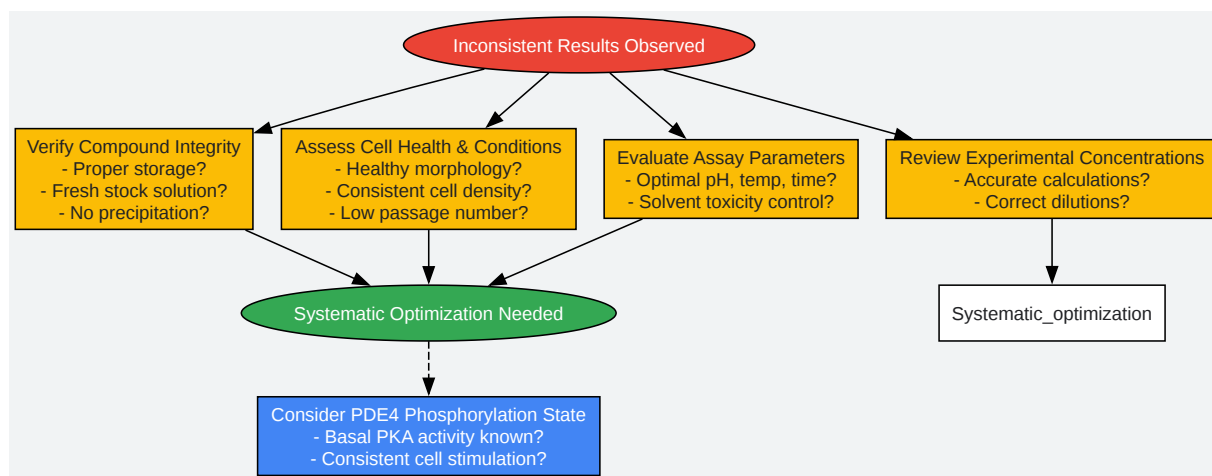 Inconsistent Results Observed
Verify Compound Integrity
- Proper storage?
- Fresh stock solution?
- No precipitation?
Assess Cell Health & Conditions
- Healthy morphology?
- Consistent cell density?
- Low passage number?
Evaluate Assay Parameters
- Optimal pH, temp, time?
- Solvent toxicity control?
Review Experimental Concentrations
- Accurate calculations?
- Correct dilutions?
Systematic Optimization Needed
Systematic_optimization
Consider PDE4 Phosphorylation State
- Basal PKA activity known?
- Consistent cell stimulation?